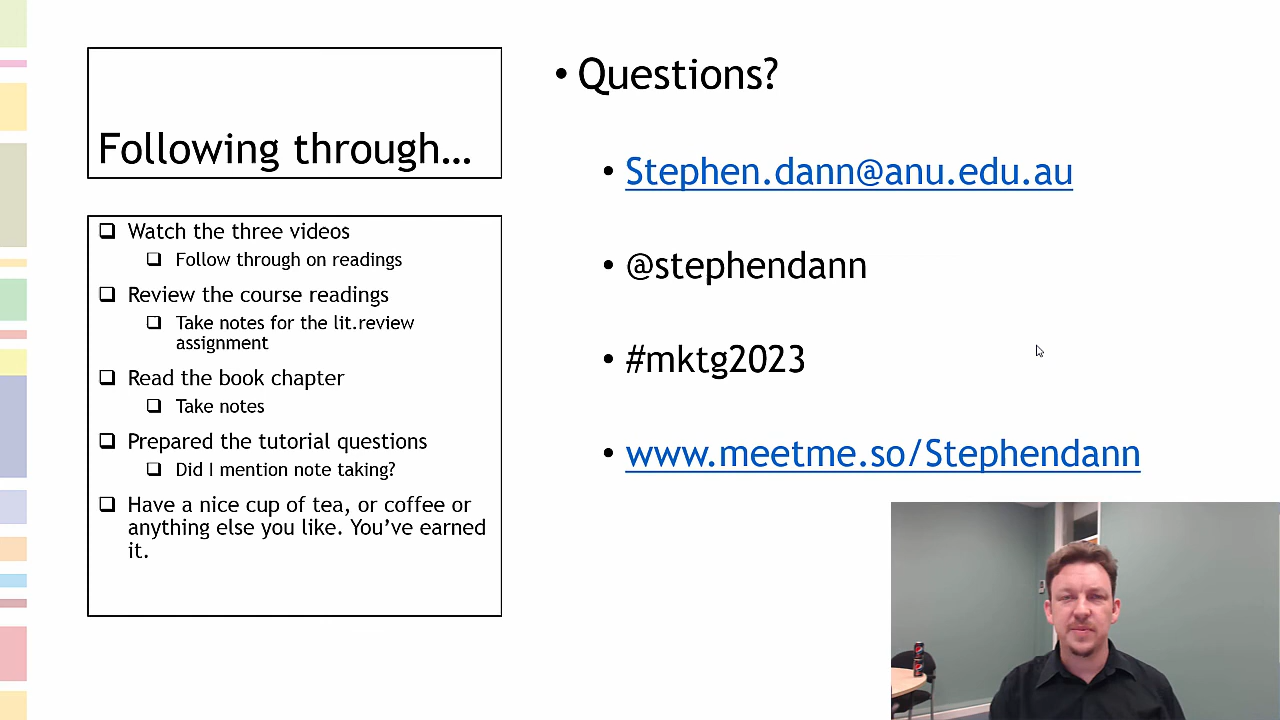 Following through…
Watch the three videos
Follow through on readings
Review the course readings
Take notes for the lit.review
assignment
Read the book chapter
Take notes
Prepared the tutorial questions
Did I mention note taking?
Have a nice cup of tea, or coffee or
anything else you like. You’ve earned
it.
• Questions?
• Stephen.dann@anu.edu.au
• @stephendann
• #mktg2023
• www.meetme.so/Stephendann